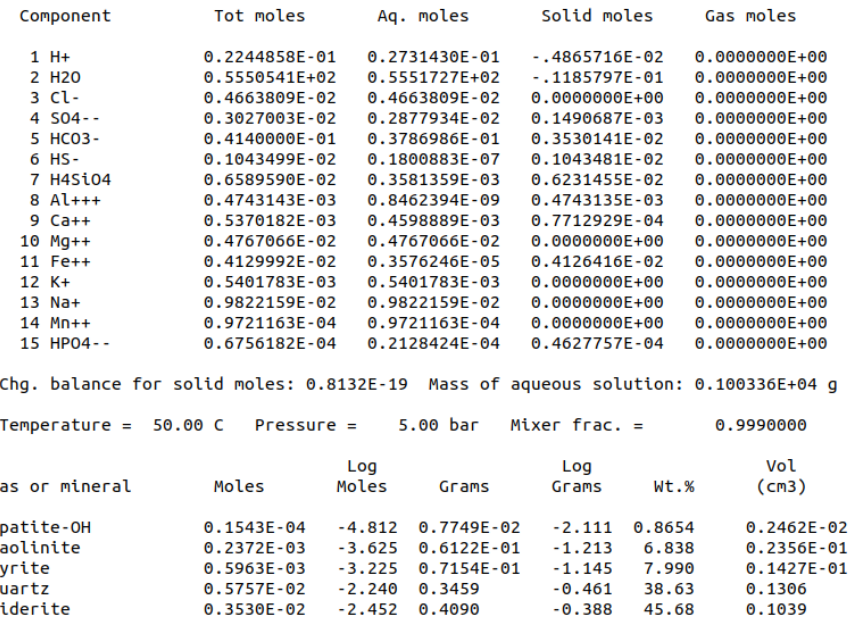 Component Tot moles Aq. moles Solid moles Gas moles
1 H+ 0.2244858E-01 0.2731430E-01 -.4865716E-02 0.0000000E+00
2 H2O 0.5550541E+02 0.5551727E+02 -.1185797E-01 0.0000000E+00
3 Cl- 0.4663809E-02 0.4663809E-02 0.0000000E+00 0.0000000E+00
4 SO4-- 0.3027003E-02 0.2877934E-02 0.1490687E-03 0.0000000E+00
5 HCO3- 0.4140000E-01 0.3786986E-01 0.3530141E-02 0.0000000E+00
6 HS- 0.1043499E-02 0.1800883E-07 0.1043481E-02 0.0000000E+00
7 H4SiO4 0.6589590E-02 0.3581359E-03 0.6231455E-02 0.0000000E+00
8 Al+++ 0.4743143E-03 0.8462394E-09 0.4743135E-03 0.0000000E+00
9 Ca++ 0.5370182E-03 0.4598889E-03 0.7712929E-04 0.0000000E+00
10 Mg++ 0.4767066E-02 0.4767066E-02 0.0000000E+00 0.0000000E+00
11 Fe++ 0.4129992E-02 0.3576246E-05 0.4126416E-02 0.0000000E+00
12 K+ 0.5401783E-03 0.5401783E-03 0.0000000E+00 0.0000000E+00
13 Na+ 0.9822159E-02 0.9822159E-02 0.0000000E+00 0.0000000E+00
14 Mn++ 0.9721163E-04 0.9721163E-04 0.0000000E+00 0.0000000E+00
15 HPO4-- 0.6756182E-04 0.2128424E-04 0.4627757E-04 0.0000000E+00
Chg. balance for solid moles: 0.8132E-19 Mass of aqueous solution: 0.100336E+04 g
Temperature = 50.00 C Pressure = 5.00 bar Mixer frac. = 0.9990000
Log Log Vol
as or mineral Moles Moles Grams Grams Wt.% (cm3)
patite-OH 0.1543E-04 -4.812 0.7749E-02 -2.111 0.8654 0.2462E-02
aolinite 0.2372E-03 -3.625 0.6122E-01 -1.213 6.838 0.2356E-01
yrite 0.5963E-03 -3.225 0.7154E-01 -1.145 7.990 0.1427E-01
uartz 0.5757E-02 -2.240 0.3459 -0.461 38.63 0.1306
iderite 0.3530E-02 -2.452 0.4090 -0.388 45.68 0.1039